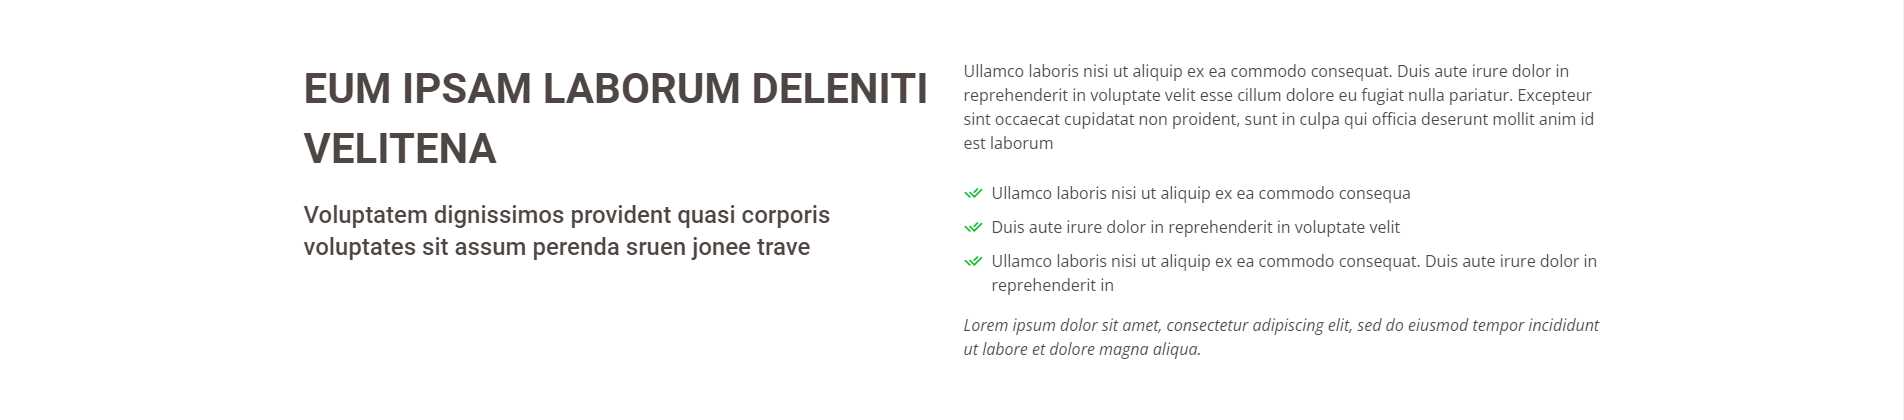 EUM IPSAM LABORUM DELENITI
VELITENA
Voluptatem dignissimos provident quasi corporis
voluptates sit assum perenda sruen jonee trave
Ullamco laboris nisi ut aliquip ex ea commodo consequat. Duis aute irure dolor in
reprehenderit in voluptate velit esse cillum dolore eu fugiat nulla pariatur. Excepteur
sint occaecat cupidatat non proident, sunt in culpa qui officia deserunt mollit anim id
est laborum
Ullamco laboris nisi ut aliquip ex ea commodo consequa
Duis aute irure dolor in reprehenderit in voluptate velit
Ullamco laboris nisi ut aliquip ex ea commodo consequat. Duis aute irure dolor in
reprehenderit in
Lorem ipsum dolor sit amet, consectetur adipiscing elit, sed do eiusmod tempor incididunt
ut labore et dolore magna aliqua.